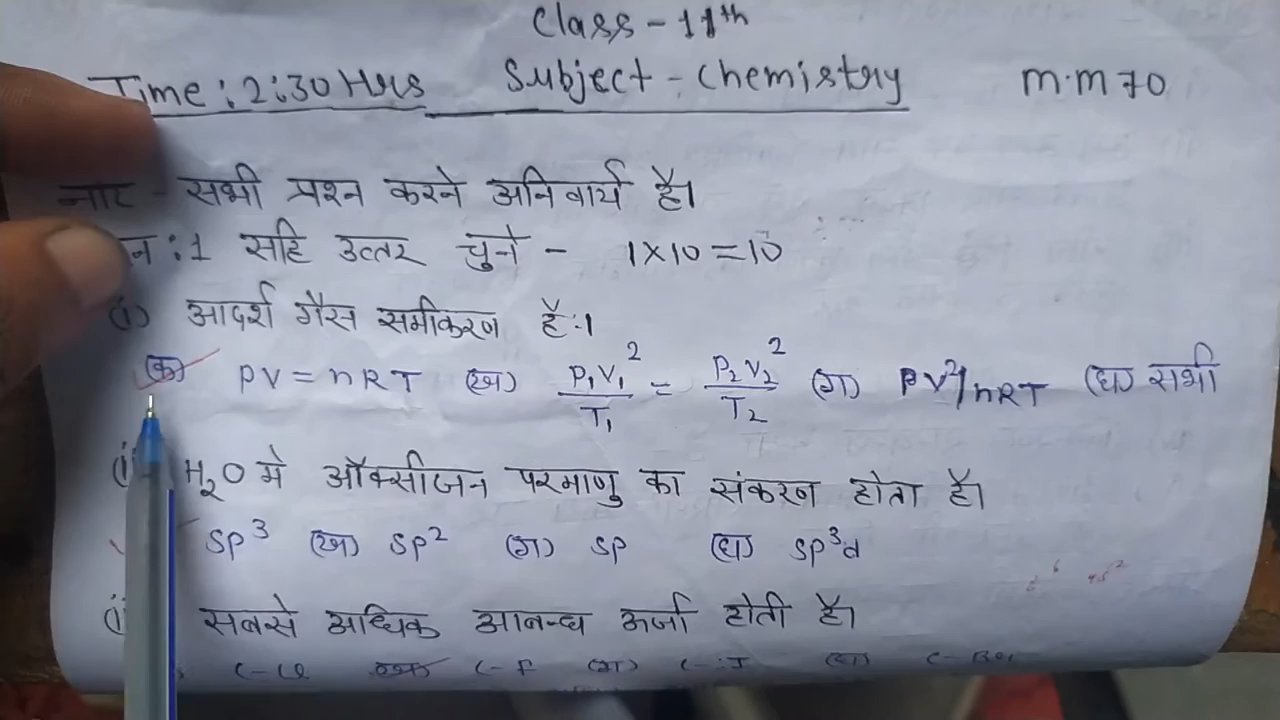 Class - 11th
Time: 2:30 Hrs Subject - Chemistry M.M 70
नोट - सभी प्रश्न करने अनिवार्य है।
:1 सहि उत्तर चुने - 1×10=10
(i) आदर्श गैस समीकरण है:-।
(क) PV = nRT (ख) P₁V₁²/T₁ = P₂V₂²/T₂ (ग) PV²/nRT (घ) सभी
H₂O मे ऑक्सीजन परमाणु का संकरन होता है।
sp³ (ख) sp² (ग) sp (घ) sp³d
सबसे अधिक आबन्ध ऊर्जा होती है।
C-F (ग) C-I (घ)